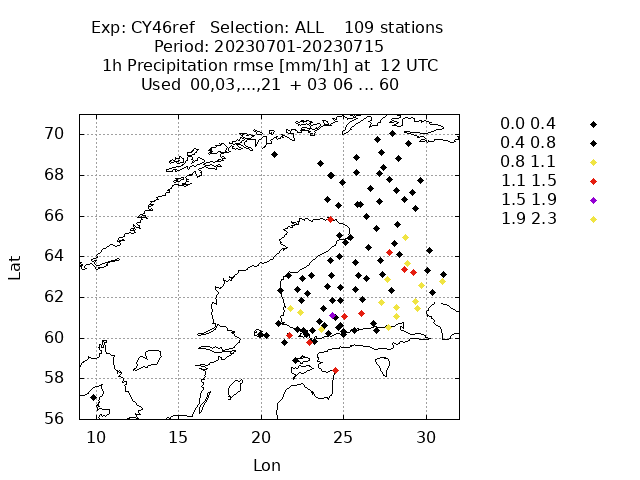 Exp: CY46ref   Selection: ALL    109 stations
Period: 20230701-20230715
1h Precipitation rmse [mm/1h] at  12 UTC
Used  00,03,...,21  + 03 06 ... 60
0.0 0.4
0.4 0.8
0.8 1.1
1.1 1.5
1.5 1.9
1.9 2.3
70
68
66
64
62
60
58
56
Lat
10 15 20 25 30
Lon